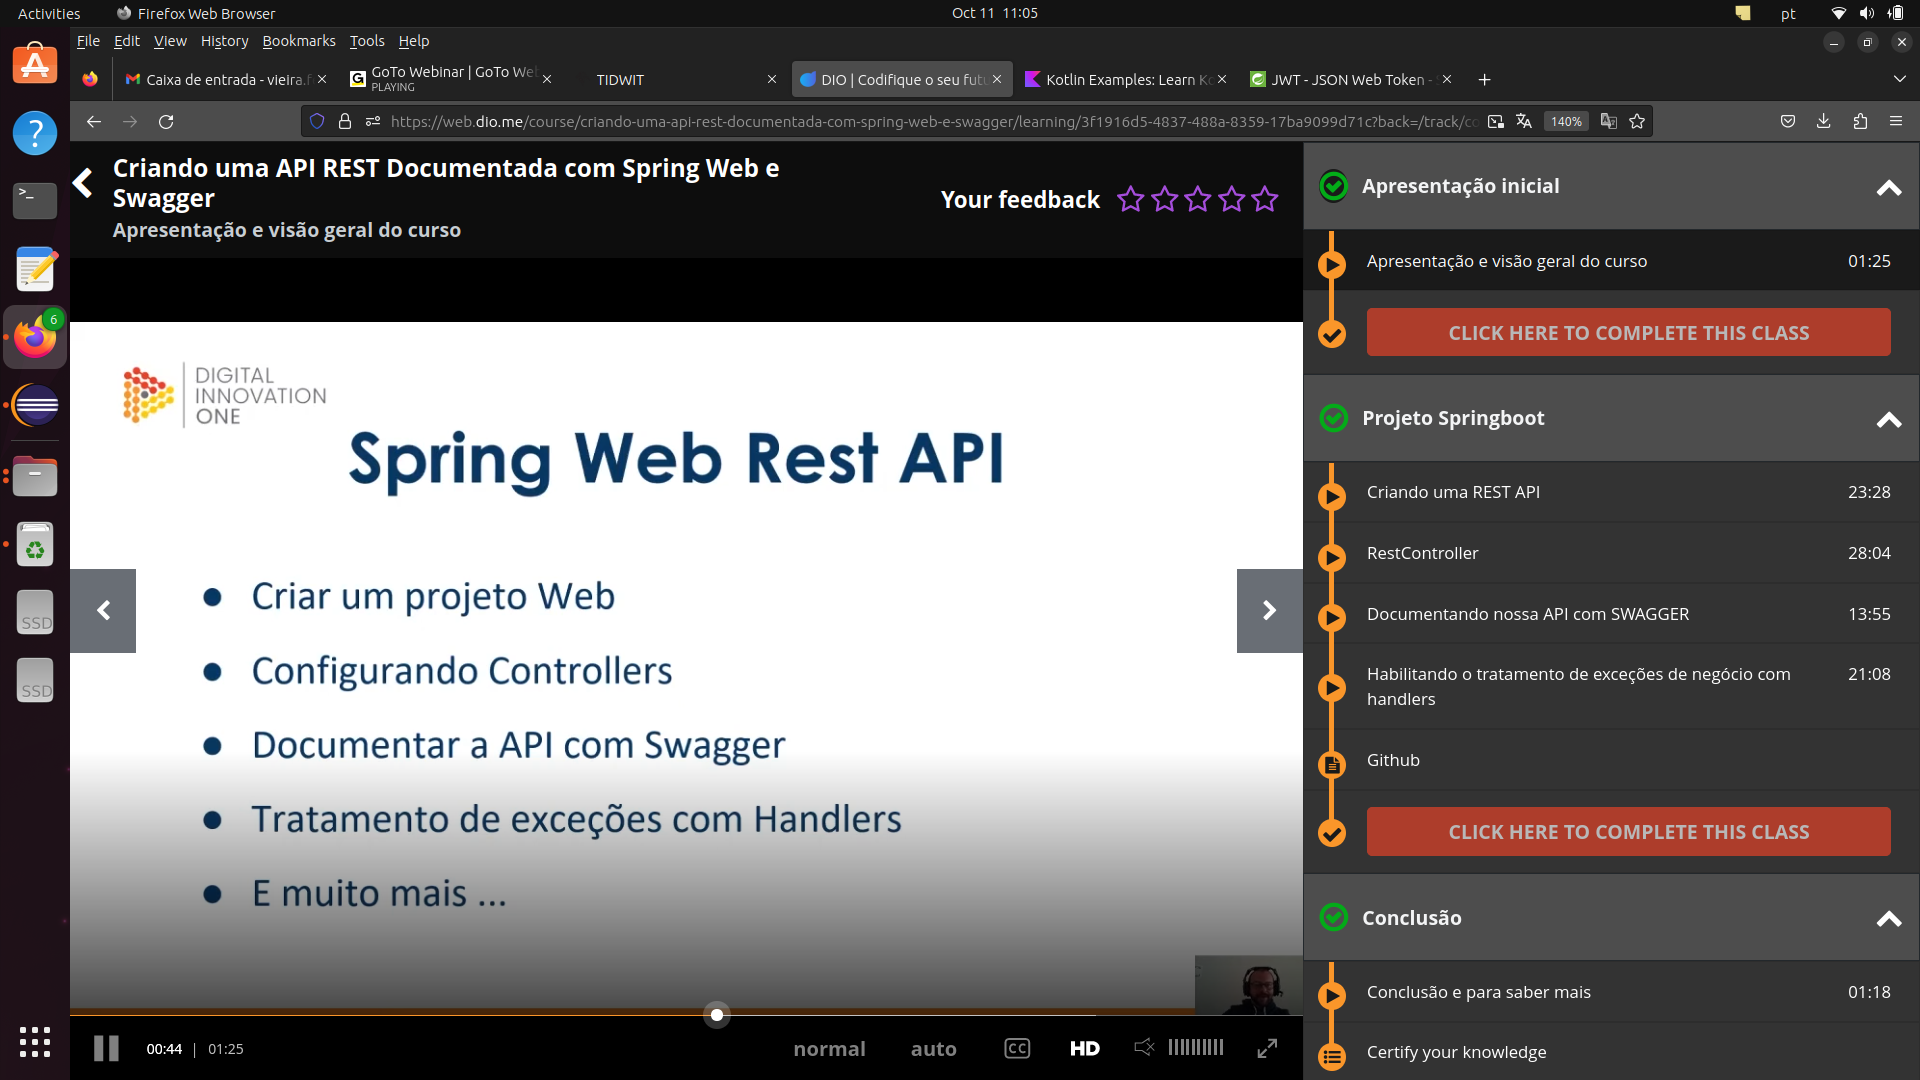 Activities
Firefox Web Browser
Oct 11 11:05
pt
File Edit View History Bookmarks Tools Help
Caixa de entrada - vieira.f
GoTo Webinar | GoTo Web
PLAYING
TIDWIT
DIO | Codifique o seu futu
Kotlin Examples: Learn Ko
JWT - JSON Web Token - S
https://web.dio.me/course/criando-uma-api-rest-documentada-com-spring-web-e-swagger/learning/3f1916d5-4837-488a-8359-17ba9099d71c?back=/track/co
140%
6
SSD
SSD
Criando uma API REST Documentada com Spring Web e
Swagger
Apresentação e visão geral do curso
Your feedback
DIGITAL
INNOVATION
ONE
Spring Web Rest API
• Criar um projeto Web
• Configurando Controllers
• Documentar a API com Swagger
• Tratamento de exceções com Handlers
• E muito mais ...
00:44 | 01:25
normal
auto
CC
HD
Apresentação inicial
Apresentação e visão geral do curso 01:25
CLICK HERE TO COMPLETE THIS CLASS
Projeto Springboot
Criando uma REST API 23:28
RestController 28:04
Documentando nossa API com SWAGGER 13:55
Habilitando o tratamento de exceções de negócio com 21:08
handlers
Github
CLICK HERE TO COMPLETE THIS CLASS
Conclusão
Conclusão e para saber mais 01:18
Certify your knowledge